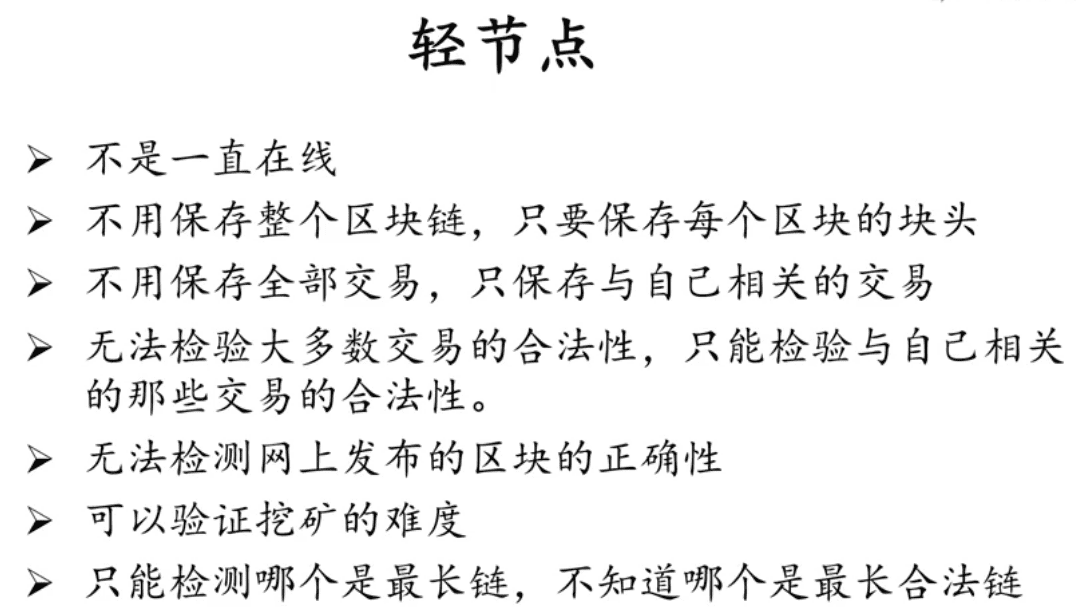 轻节点
➢ 不是一直在线
➢ 不用保存整个区块链，只要保存每个区块的块头
➢ 不用保存全部交易，只保存与自己相关的交易
➢ 无法检验大多数交易的合法性，只能检验与自己相关
的那些交易的合法性。
➢ 无法检测网上发布的区块的正确性
➢ 可以验证挖矿的难度
➢ 只能检测哪个是最长链，不知道哪个是最长合法链